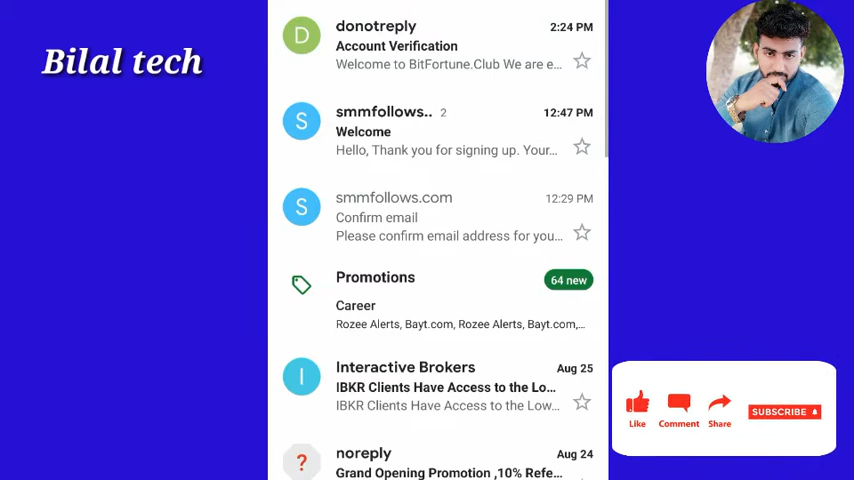 Bilal tech
D
donotreply
2:24 PM
Account Verification
Welcome to BitFortune.Club We are e...
S
smmfollows.. 2
12:47 PM
Welcome
Hello, Thank you for signing up. Your...
S
smmfollows.com
12:29 PM
Confirm email
Please confirm email address for you...
Promotions
64 new
Career
Rozee Alerts, Bayt.com, Rozee Alerts, Bayt.com,...
I
Interactive Brokers
Aug 25
IBKR Clients Have Access to the Lo...
IBKR Clients Have Access to the Low...
?
noreply
Aug 24
Grand Opening Promotion ,10% Refe...
Like
Comment
Share
SUBSCRIBE